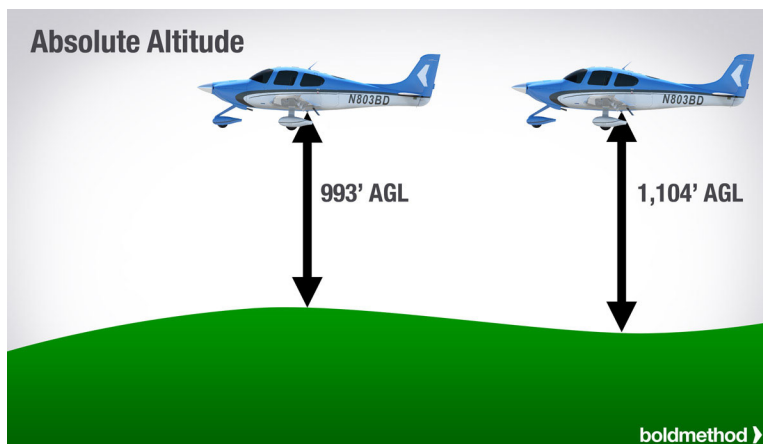 Absolute Altitude
N803BD
N803BD
993’ AGL
1,104’ AGL
boldmethod